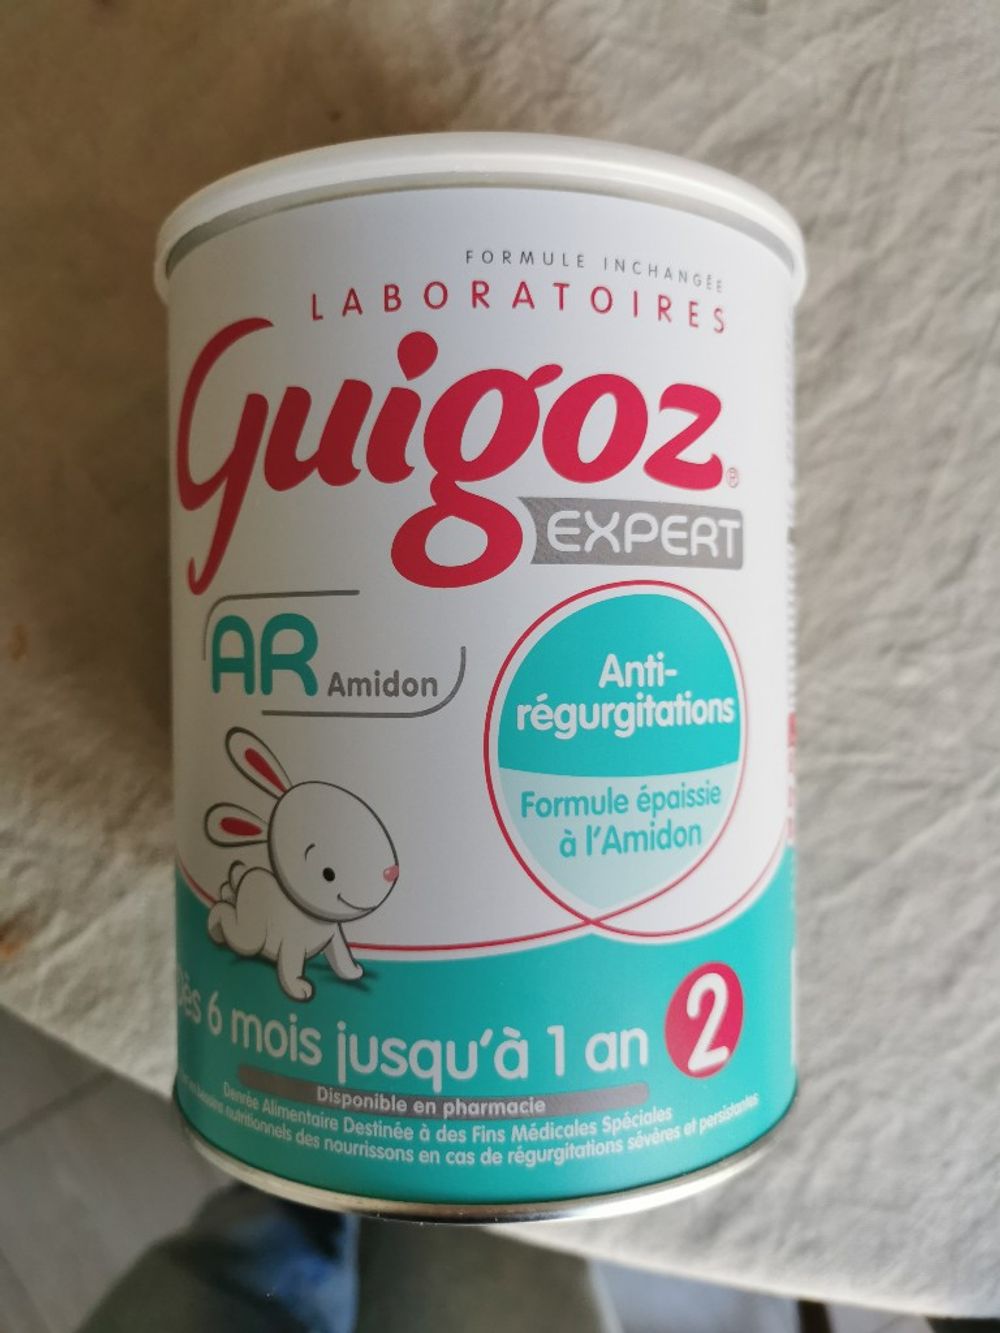 FORMULE INCHANGÉE
LABORATOIRES
Guigoz®
EXPERT
AR Amidon
Anti-
régurgitations
Formule épaissie
à l'Amidon
Dès 6 mois jusqu'à 1 an 2
Disponible en pharmacie
Denrée Alimentaire Destinée à des Fins Médicales Spéciales
besoins nutritionnels des nourrissons en cas de régurgitations sévères et persistantes